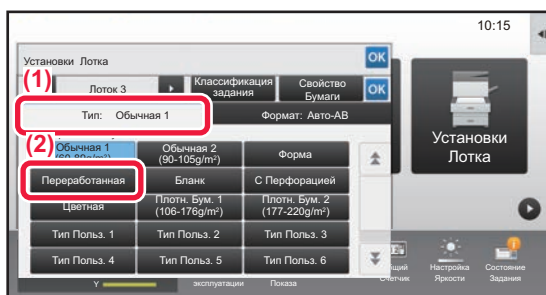 10:15
Установки Лотка
OK
(1)
Лоток 3
Классификация
задания
Свойство
Бумаги
OK
Тип: Обычная 1
Формат: Авто-AB
(2)
Обычная 1
Обычная 2
(90-105g/m²)
Форма
Переработанная
Бланк
С Перфорацией
Цветная
Плотн. Бум. 1
(106-176g/m²)
Плотн. Бум. 2
(177-220g/m²)
Тип Польз. 1
Тип Польз. 2
Тип Польз. 3
Тип Польз. 4
Тип Польз. 5
Тип Польз. 6
Установки
Лотка
Y
эксплуатации
Показа
Счетчик
Настройка
Яркости
Состояние
Задания